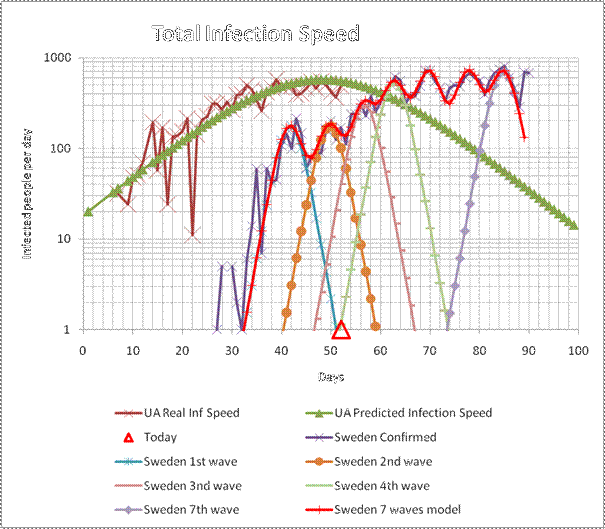 Total Infection Speed
1000
100
10
1
Infected people per day
0 10 20 30 40 50 60 70 80 90 100
Days
UA Real Inf Speed
UA Predicted Infection Speed
Today
Sweden Confirmed
Sweden 1st wave
Sweden 2nd wave
Sweden 3nd wave
Sweden 4th wave
Sweden 7th wave
Sweden 7 waves model